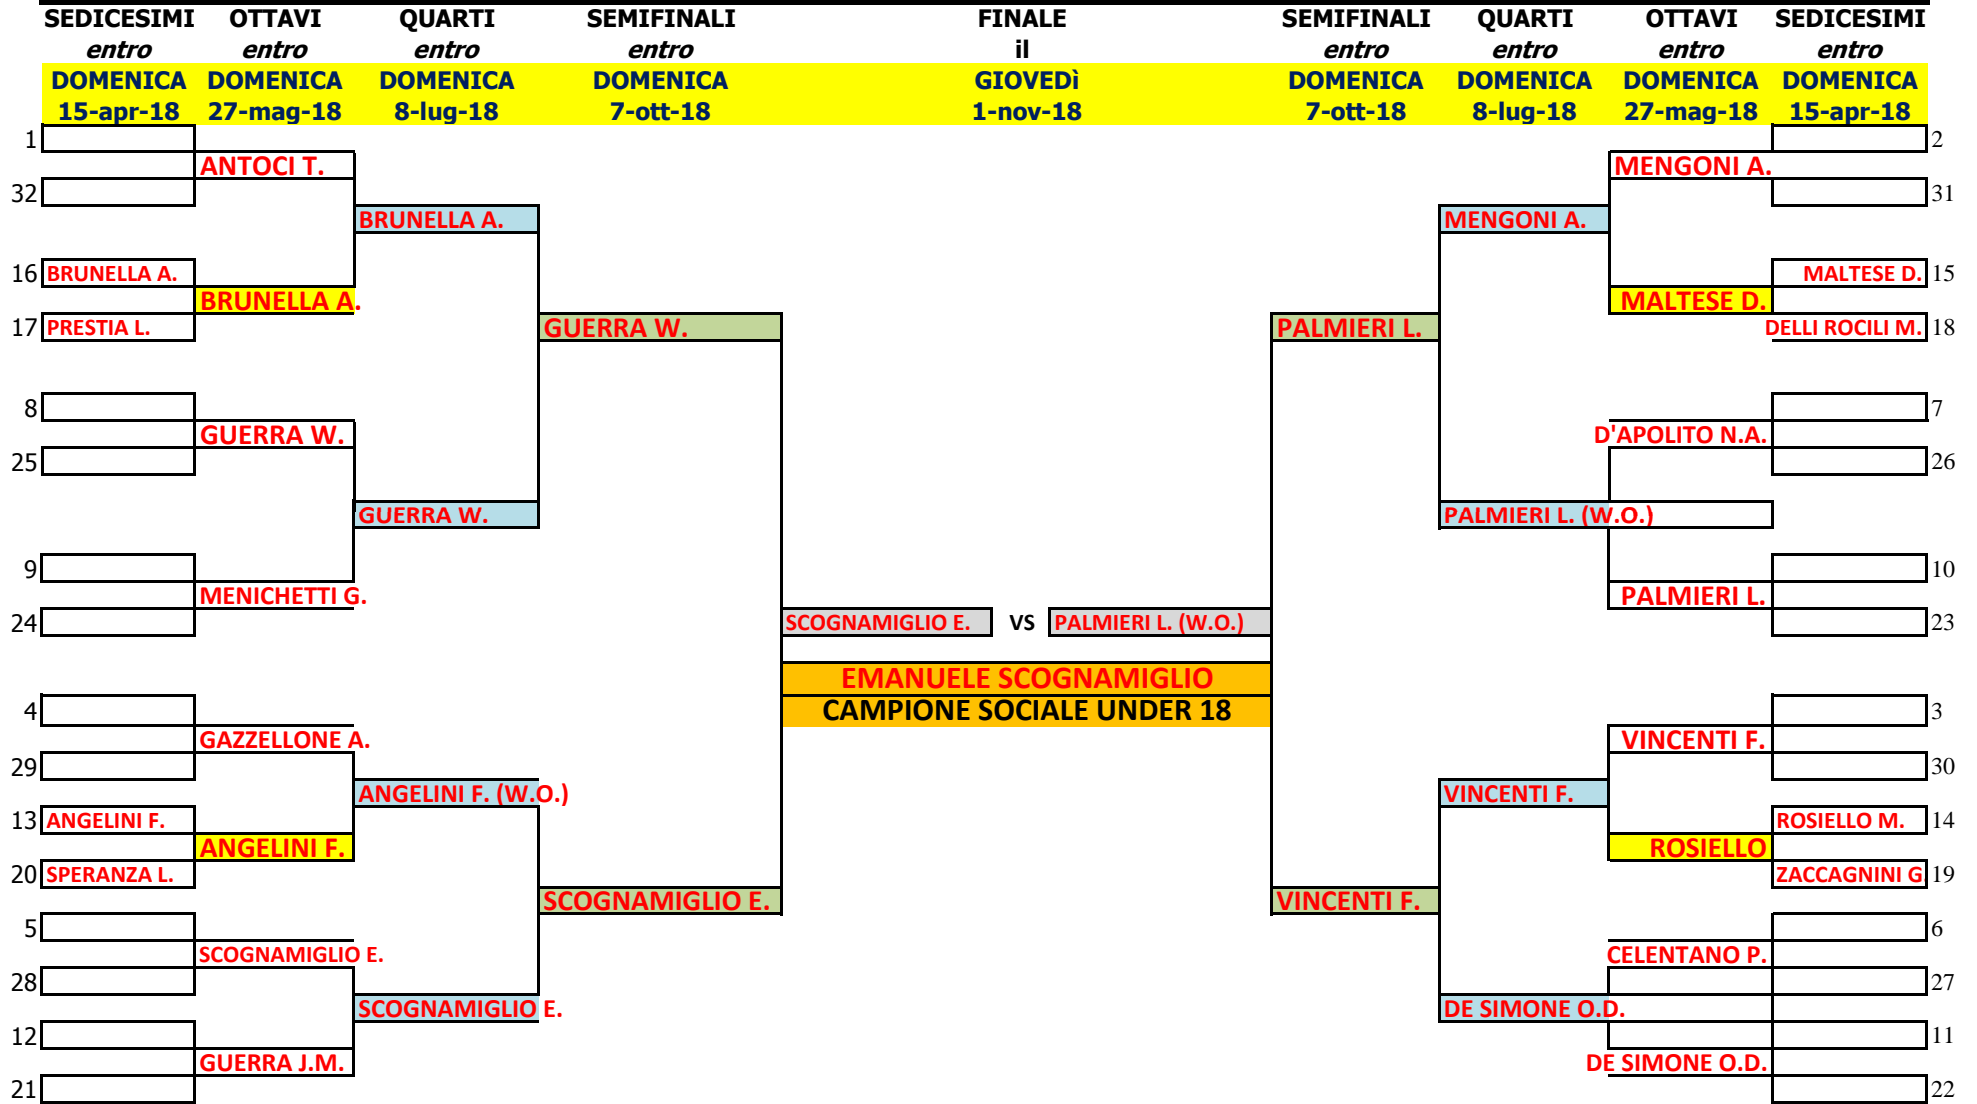 SEDICESIMI OTTAVI QUARTI SEMIFINALI FINALE SEMIFINALI QUARTI OTTAVI SEDICESIMI
entro entro entro entro il entro entro entro entro
DOMENICA DOMENICA DOMENICA DOMENICA GIOVEDì DOMENICA DOMENICA DOMENICA DOMENICA
15-apr-18 27-mag-18 8-lug-18 7-ott-18 1-nov-18 7-ott-18 8-lug-18 27-mag-18 15-apr-18
1 2
ANTOCI T. MENGONI A.
32 31
BRUNELLA A. MENGONI A.
16 BRUNELLA A. MALTESE D. 15
BRUNELLA A. MALTESE D.
17 PRESTIA L. GUERRA W. PALMIERI L. DELLI ROCILI M. 18
8 7
GUERRA W. D'APOLITO N.A.
25 26
GUERRA W. PALMIERI L. (W.O.)
9 10
MENICHETTI G. PALMIERI L.
24 SCOGNAMIGLIO E. VS PALMIERI L. (W.O.) 23
EMANUELE SCOGNAMIGLIO
4 CAMPIONE SOCIALE UNDER 18 3
GAZZELLONE A. VINCENTI F.
29 30
ANGELINI F. (W.O.) VINCENTI F.
13 ANGELINI F. ROSIELLO M. 14
ANGELINI F. ROSIELLO
20 SPERANZA L. ZACCAGNINI G. 19
SCOGNAMIGLIO E. VINCENTI F.
5 6
SCOGNAMIGLIO E. CELENTANO P.
28 27
SCOGNAMIGLIO E. DE SIMONE O.D.
12 11
GUERRA J.M. DE SIMONE O.D.
21 22